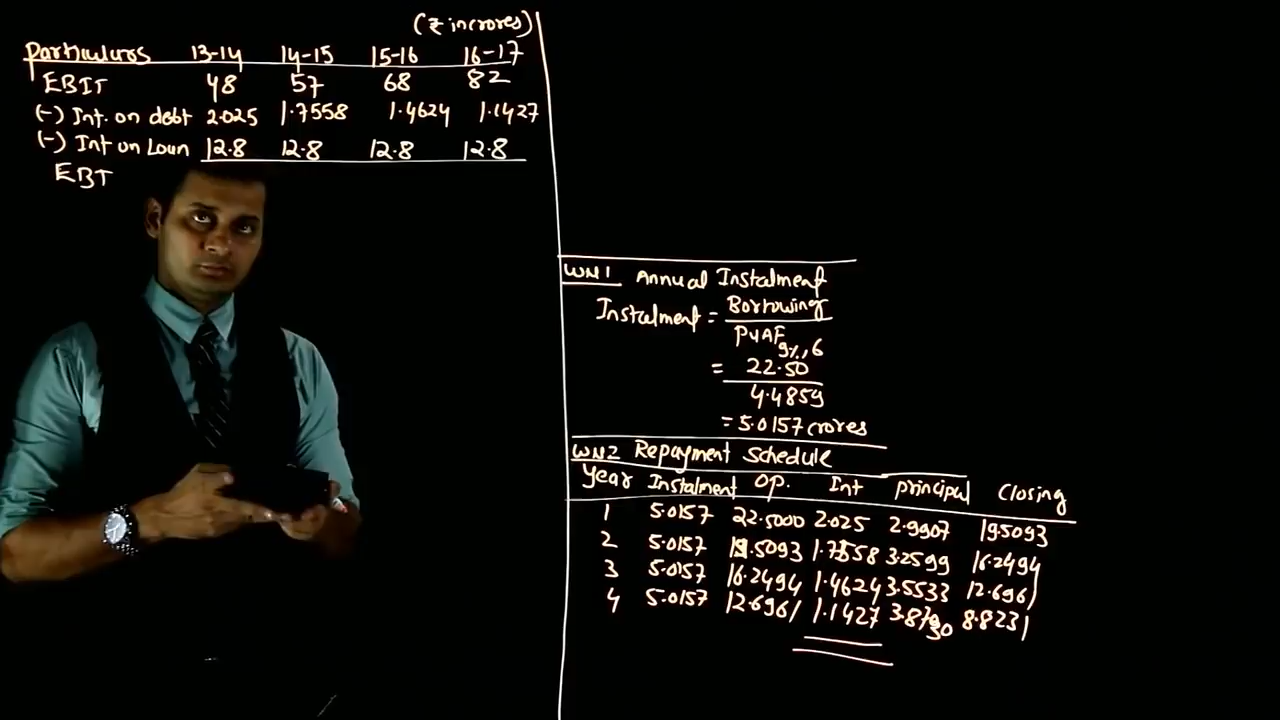 (₹ in crores)
Particulars 13-14 14-15 15-16 16-17
EBIT 48 57 68 82
(-) Int. on debt 2.025 1.7558 1.4624 1.1427
(-) Int on Loan 12.8 12.8 12.8 12.8
EBT
WN1 Annual Instalment
Instalment = Borrowing
PVAF 9%, 6
= 22.50
4.4859
= 5.0157 crores
WN2 Repayment Schedule
Year Instalment Op. Int principal Closing
1 5.0157 22.5000 2.025 2.9907 19.5093
2 5.0157 19.5093 1.7558 3.2599 16.2494
3 5.0157 16.2494 1.4624 3.5533 12.6961
4 5.0157 12.6961 1.1427 3.8730 8.8231